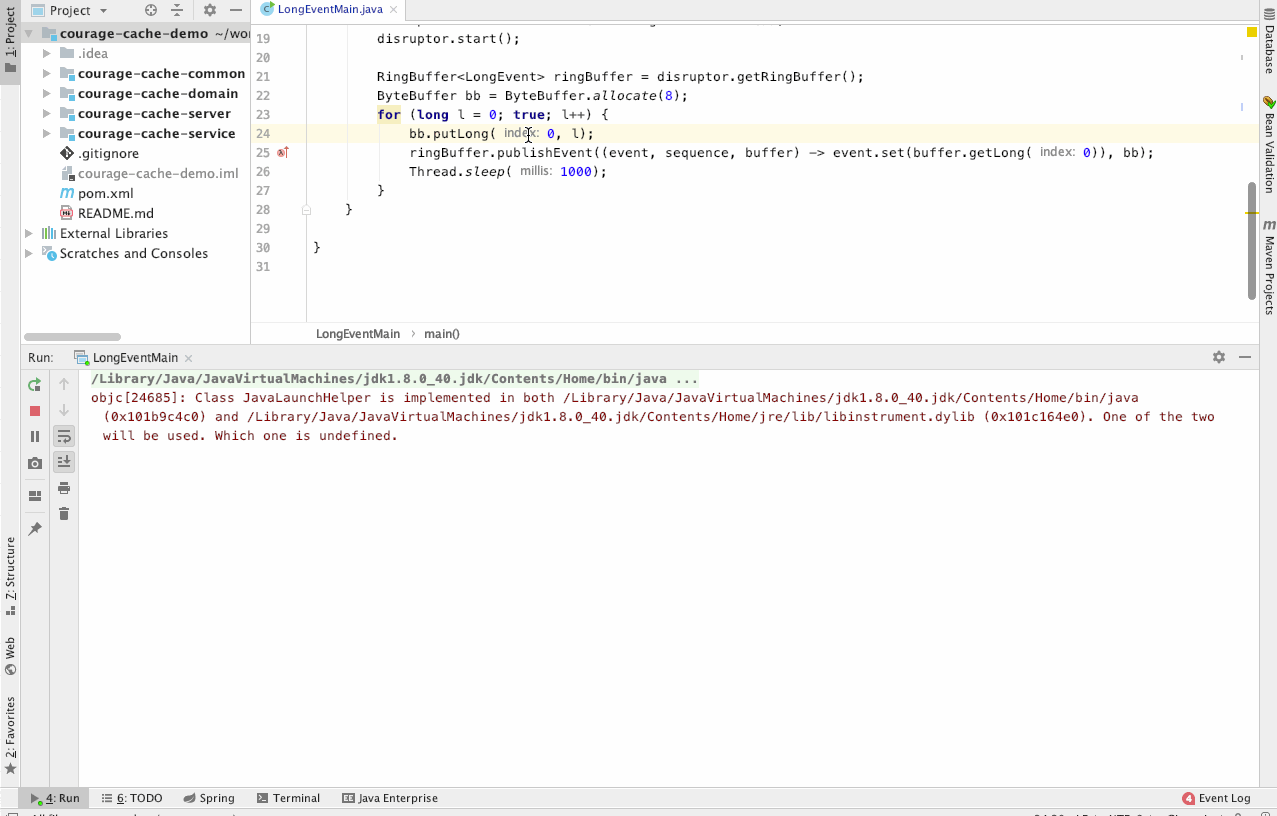 1: Project
Project
courage-cache-demo ~/wor
.idea
courage-cache-common
courage-cache-domain
courage-cache-server
courage-cache-service
.gitignore
courage-cache-demo.iml
pom.xml
README.md
External Libraries
Scratches and Consoles
LongEventMain.java
19 disruptor.start();
20
21 RingBuffer<LongEvent> ringBuffer = disruptor.getRingBuffer();
22 ByteBuffer bb = ByteBuffer.allocate(8);
23 for (long l = 0; true; l++) {
24 bb.putLong( index: 0, l);
25 ringBuffer.publishEvent((event, sequence, buffer) -> event.set(buffer.getLong( index: 0)), bb);
26 Thread.sleep( millis: 1000);
27 }
28 }
29
30 }
31
LongEventMain › main()
Database
Bean Validation
Maven Projects
Run: LongEventMain
/Library/Java/JavaVirtualMachines/jdk1.8.0_40.jdk/Contents/Home/bin/java ...
objc[24685]: Class JavaLaunchHelper is implemented in both /Library/Java/JavaVirtualMachines/jdk1.8.0_40.jdk/Contents/Home/bin/java
(0x101b9c4c0) and /Library/Java/JavaVirtualMachines/jdk1.8.0_40.jdk/Contents/Home/jre/lib/libinstrument.dylib (0x101c164e0). One of the two
will be used. Which one is undefined.
Z: Structure
Web
2: Favorites
4: Run
6: TODO
Spring
Terminal
Java Enterprise
4 Event Log